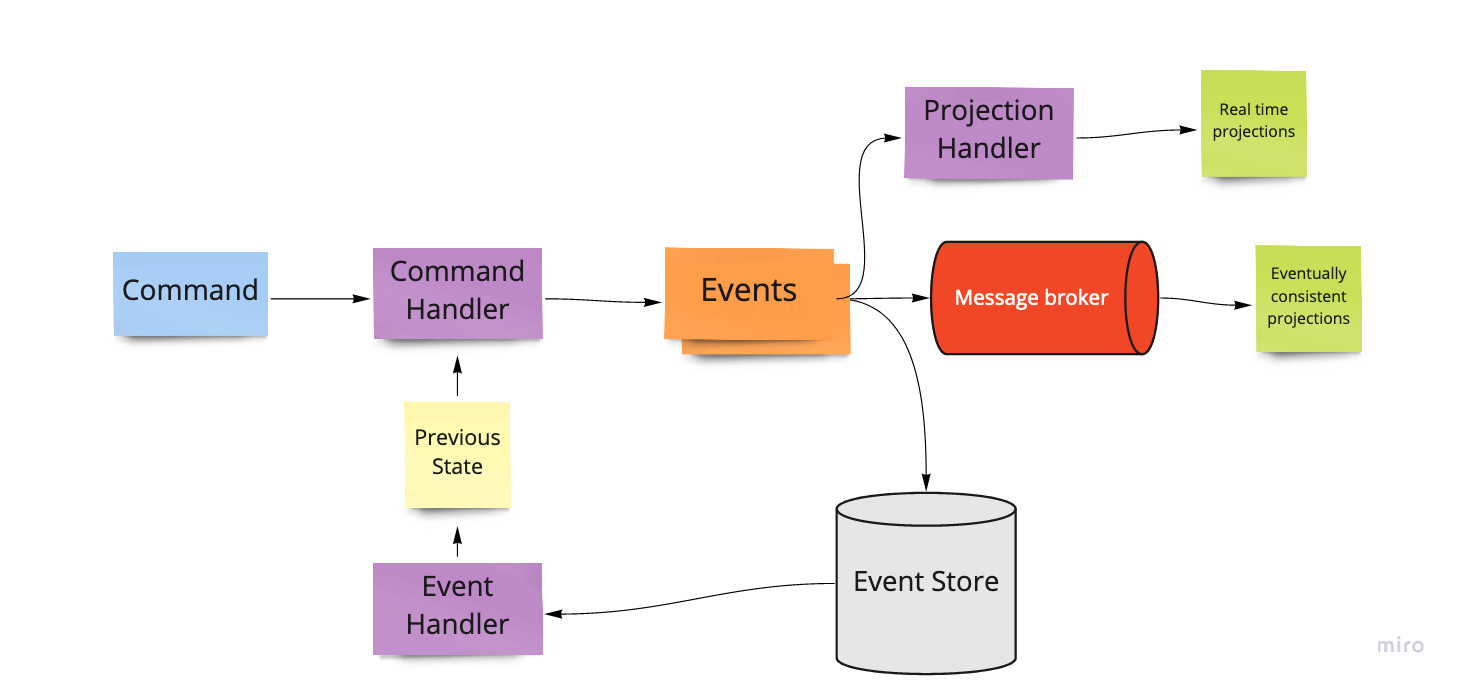 Projection
Handler
Real time
projections
Command
Command
Handler
Events
Message broker
Eventually
consistent
projections
Previous
State
Event
Handler
Event Store
miro